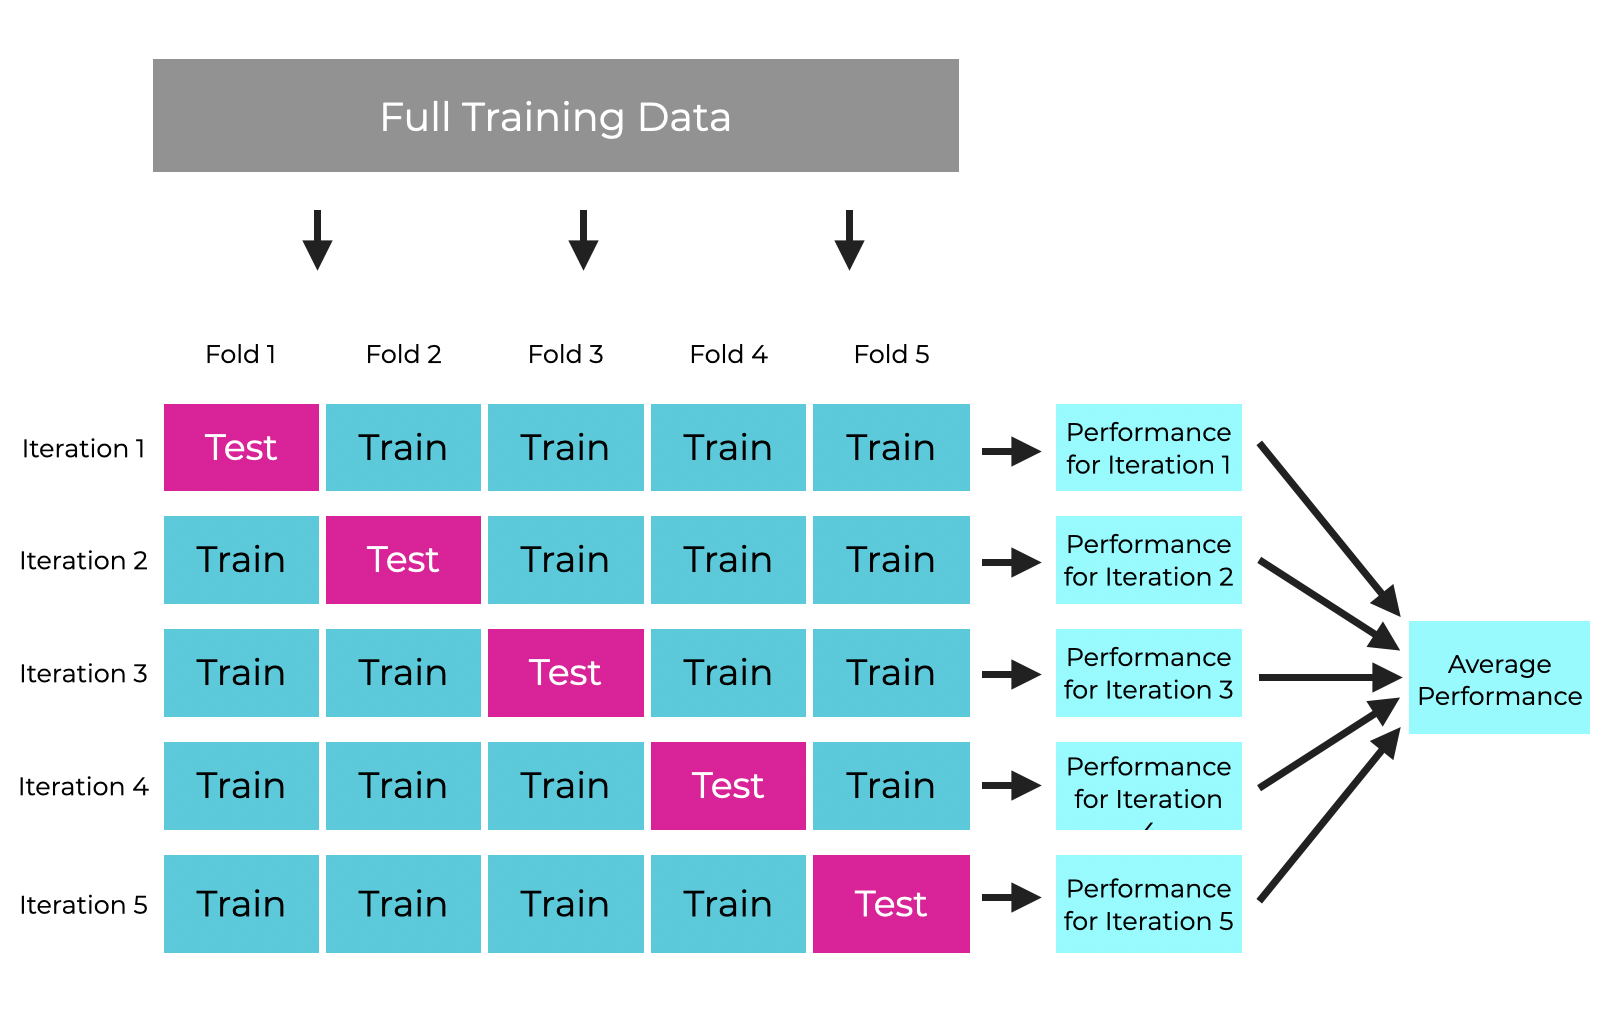 Full Training Data
Fold 1 Fold 2 Fold 3 Fold 4 Fold 5
Iteration 1 Test Train Train Train Train Performance
for Iteration 1
Iteration 2 Train Test Train Train Train Performance
for Iteration 2
Iteration 3 Train Train Test Train Train Performance
for Iteration 3
Average
Performance
Iteration 4 Train Train Train Test Train Performance
for Iteration
Iteration 5 Train Train Train Train Test Performance
for Iteration 5